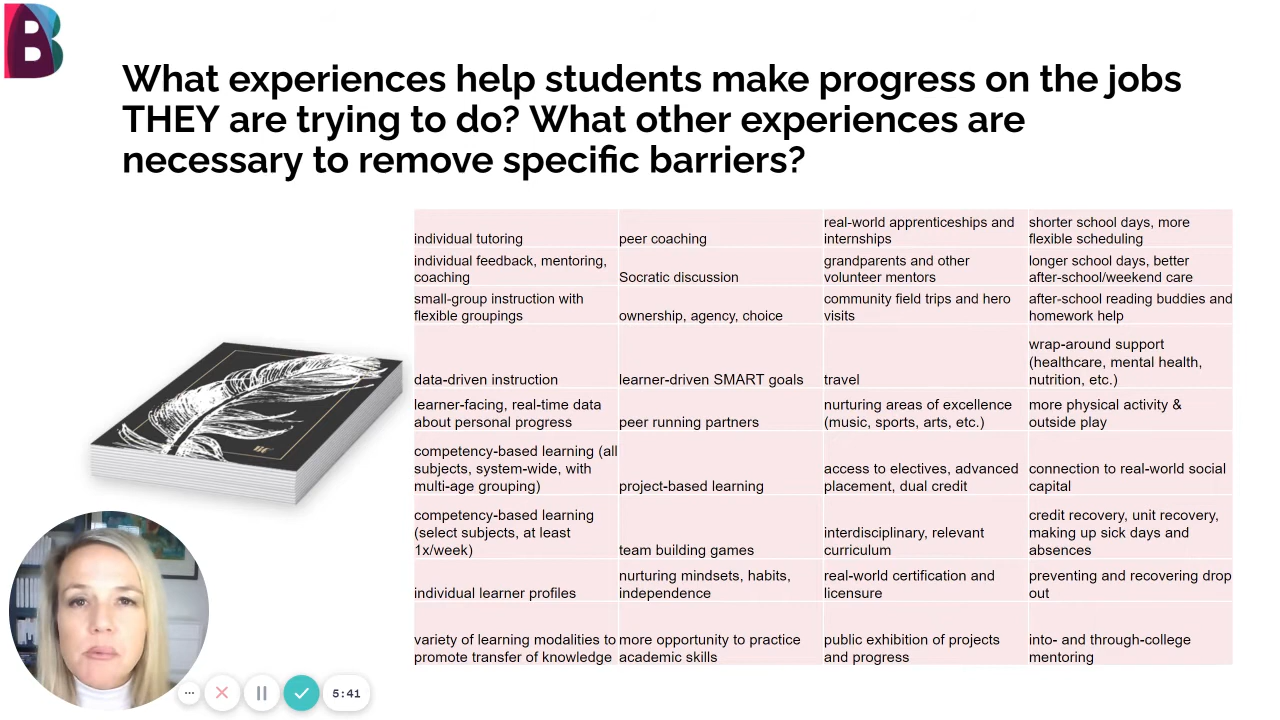 B
What experiences help students make progress on the jobs
THEY are trying to do? What other experiences are
necessary to remove specific barriers?
individual tutoring
peer coaching
real-world apprenticeships and
internships
shorter school days, more
flexible scheduling
individual feedback, mentoring,
coaching
Socratic discussion
grandparents and other
volunteer mentors
longer school days, better
after-school/weekend care
small-group instruction with
flexible groupings
ownership, agency, choice
community field trips and hero
visits
after-school reading buddies and
homework help
data-driven instruction
learner-driven SMART goals
travel
wrap-around support
(healthcare, mental health,
nutrition, etc.)
learner-facing, real-time data
about personal progress
peer running partners
nurturing areas of excellence
(music, sports, arts, etc.)
more physical activity &
outside play
competency-based learning (all
subjects, system-wide, with
multi-age grouping)
project-based learning
access to electives, advanced
placement, dual credit
connection to real-world social
capital
competency-based learning
(select subjects, at least
1x/week)
team building games
interdisciplinary, relevant
curriculum
credit recovery, unit recovery,
making up sick days and
absences
individual learner profiles
nurturing mindsets, habits,
independence
real-world certification and
licensure
preventing and recovering drop
out
variety of learning modalities to
promote transfer of knowledge
more opportunity to practice
academic skills
public exhibition of projects
and progress
into- and through-college
mentoring
5:41